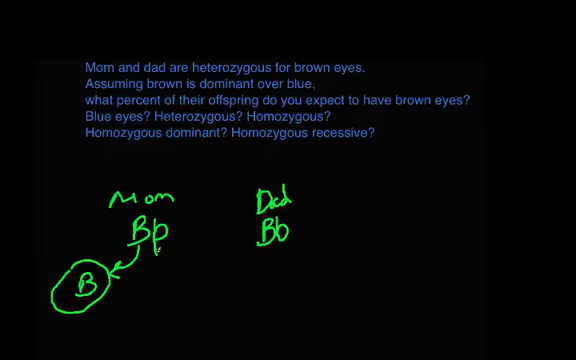 Mom and dad are heterozygous for brown eyes.
Assuming brown is dominant over blue,
what percent of their offspring do you expect to have brown eyes?
Blue eyes? Heterozygous? Homozygous?
Homozygous dominant? Homozygous recessive?
Mom Dad
Bb Bb
B